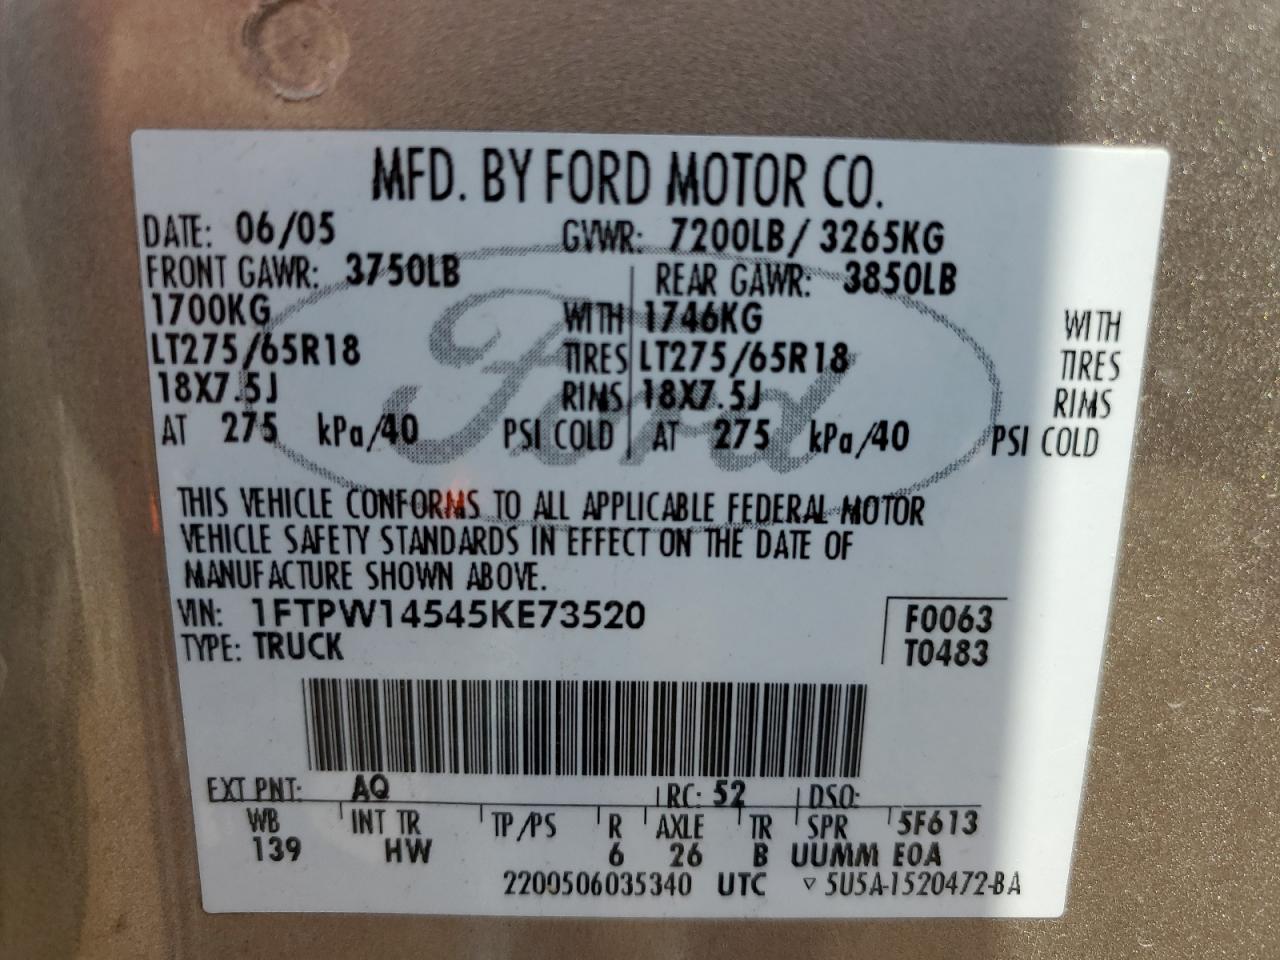 MFD. BY FORD MOTOR CO.
DATE: 06/05 GVWR: 7200LB/ 3265KG
FRONT GAWR: 3750LB REAR GAWR: 3850LB
1700KG WITH 1746KG WITH
LT275/65R18 TIRES LT275/65R18 TIRES
18X7.5J RIMS 18X7.5J RIMS
AT 275 kPa/40 PSI COLD AT 275 kPa/40 PSI COLD
Ford
THIS VEHICLE CONFORMS TO ALL APPLICABLE FEDERAL MOTOR
VEHICLE SAFETY STANDARDS IN EFFECT ON THE DATE OF
MANUFACTURE SHOWN ABOVE.
VIN: 1FTPW14545KE73520 F0063
TYPE: TRUCK T0483
EXT PNT: AQ RC: 52 DSO:
WB INT TR TP/PS R AXLE TR SPR 5F613
139 HW 6 26 B UUMM EOA
2200506035340 UTC ▽ 5U5A-1520472-BA